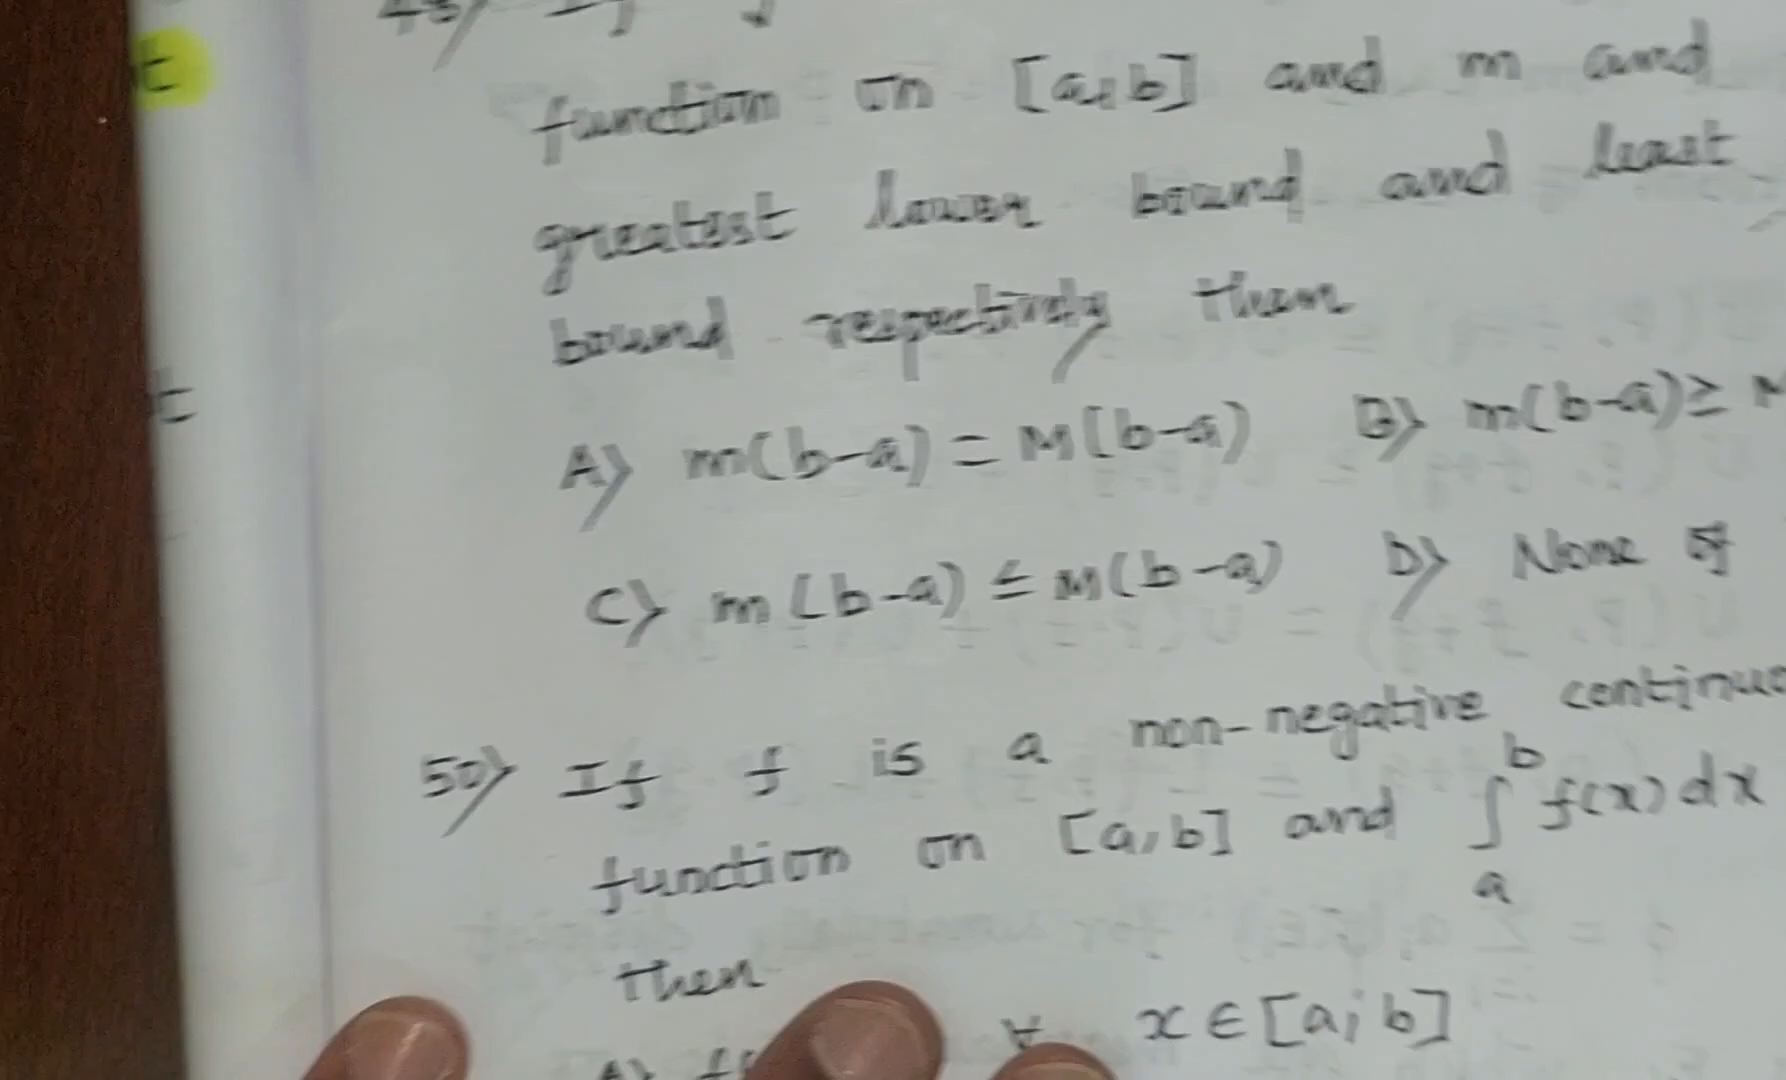 t
function on [a,b] and m and
greatest lower bound and least
bound respectively then
t
A) m(b-a) = M(b-a) B) m(b-a) ≥ M
C) m(b-a) ≤ M(b-a) D) None of
50) If f is a non-negative continuo
function on [a,b] and ∫ₐᵇ f(x) dx
then
A) ∀ x ∈ [a, b]